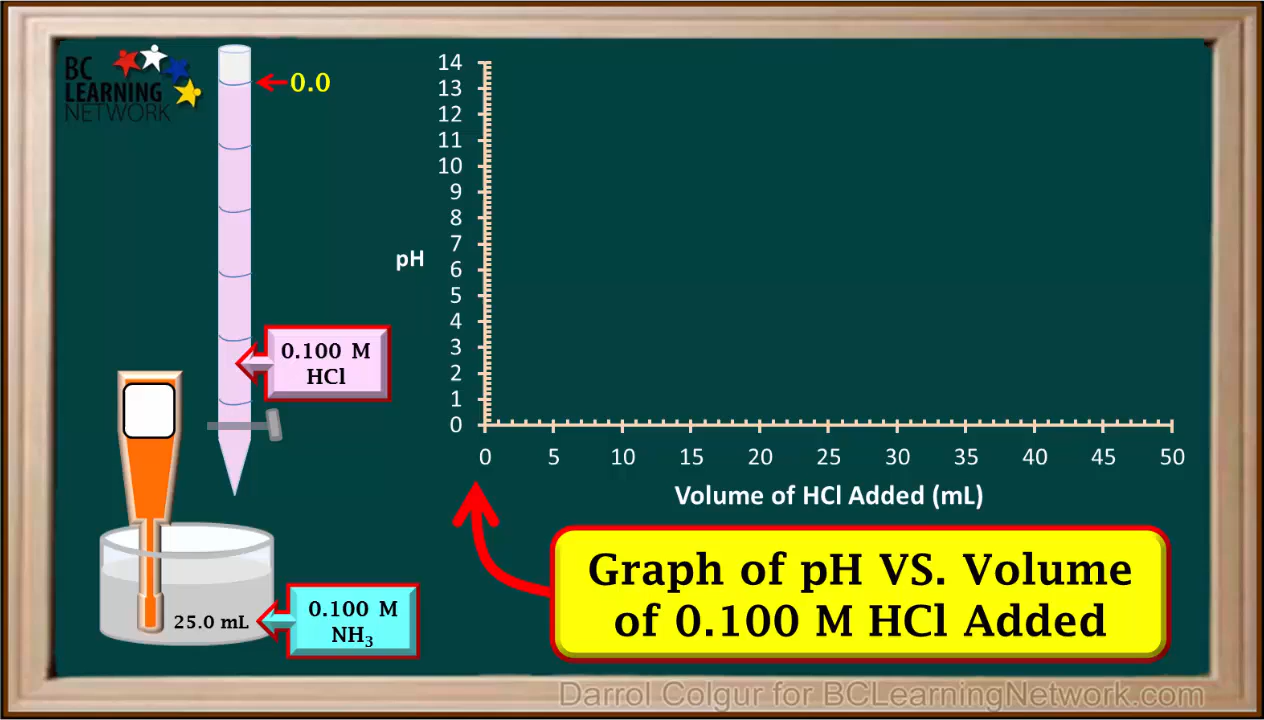 BC
LEARNING
NETWORK
0.0
0.100 M
HCl
25.0 mL
0.100 M
NH₃
pH
14
13
12
11
10
9
8
7
6
5
4
3
2
1
0
0 5 10 15 20 25 30 35 40 45 50
Volume of HCl Added (mL)
Graph of pH VS. Volume
of 0.100 M HCl Added
Darrol Colgur for BCLearningNetwork.com